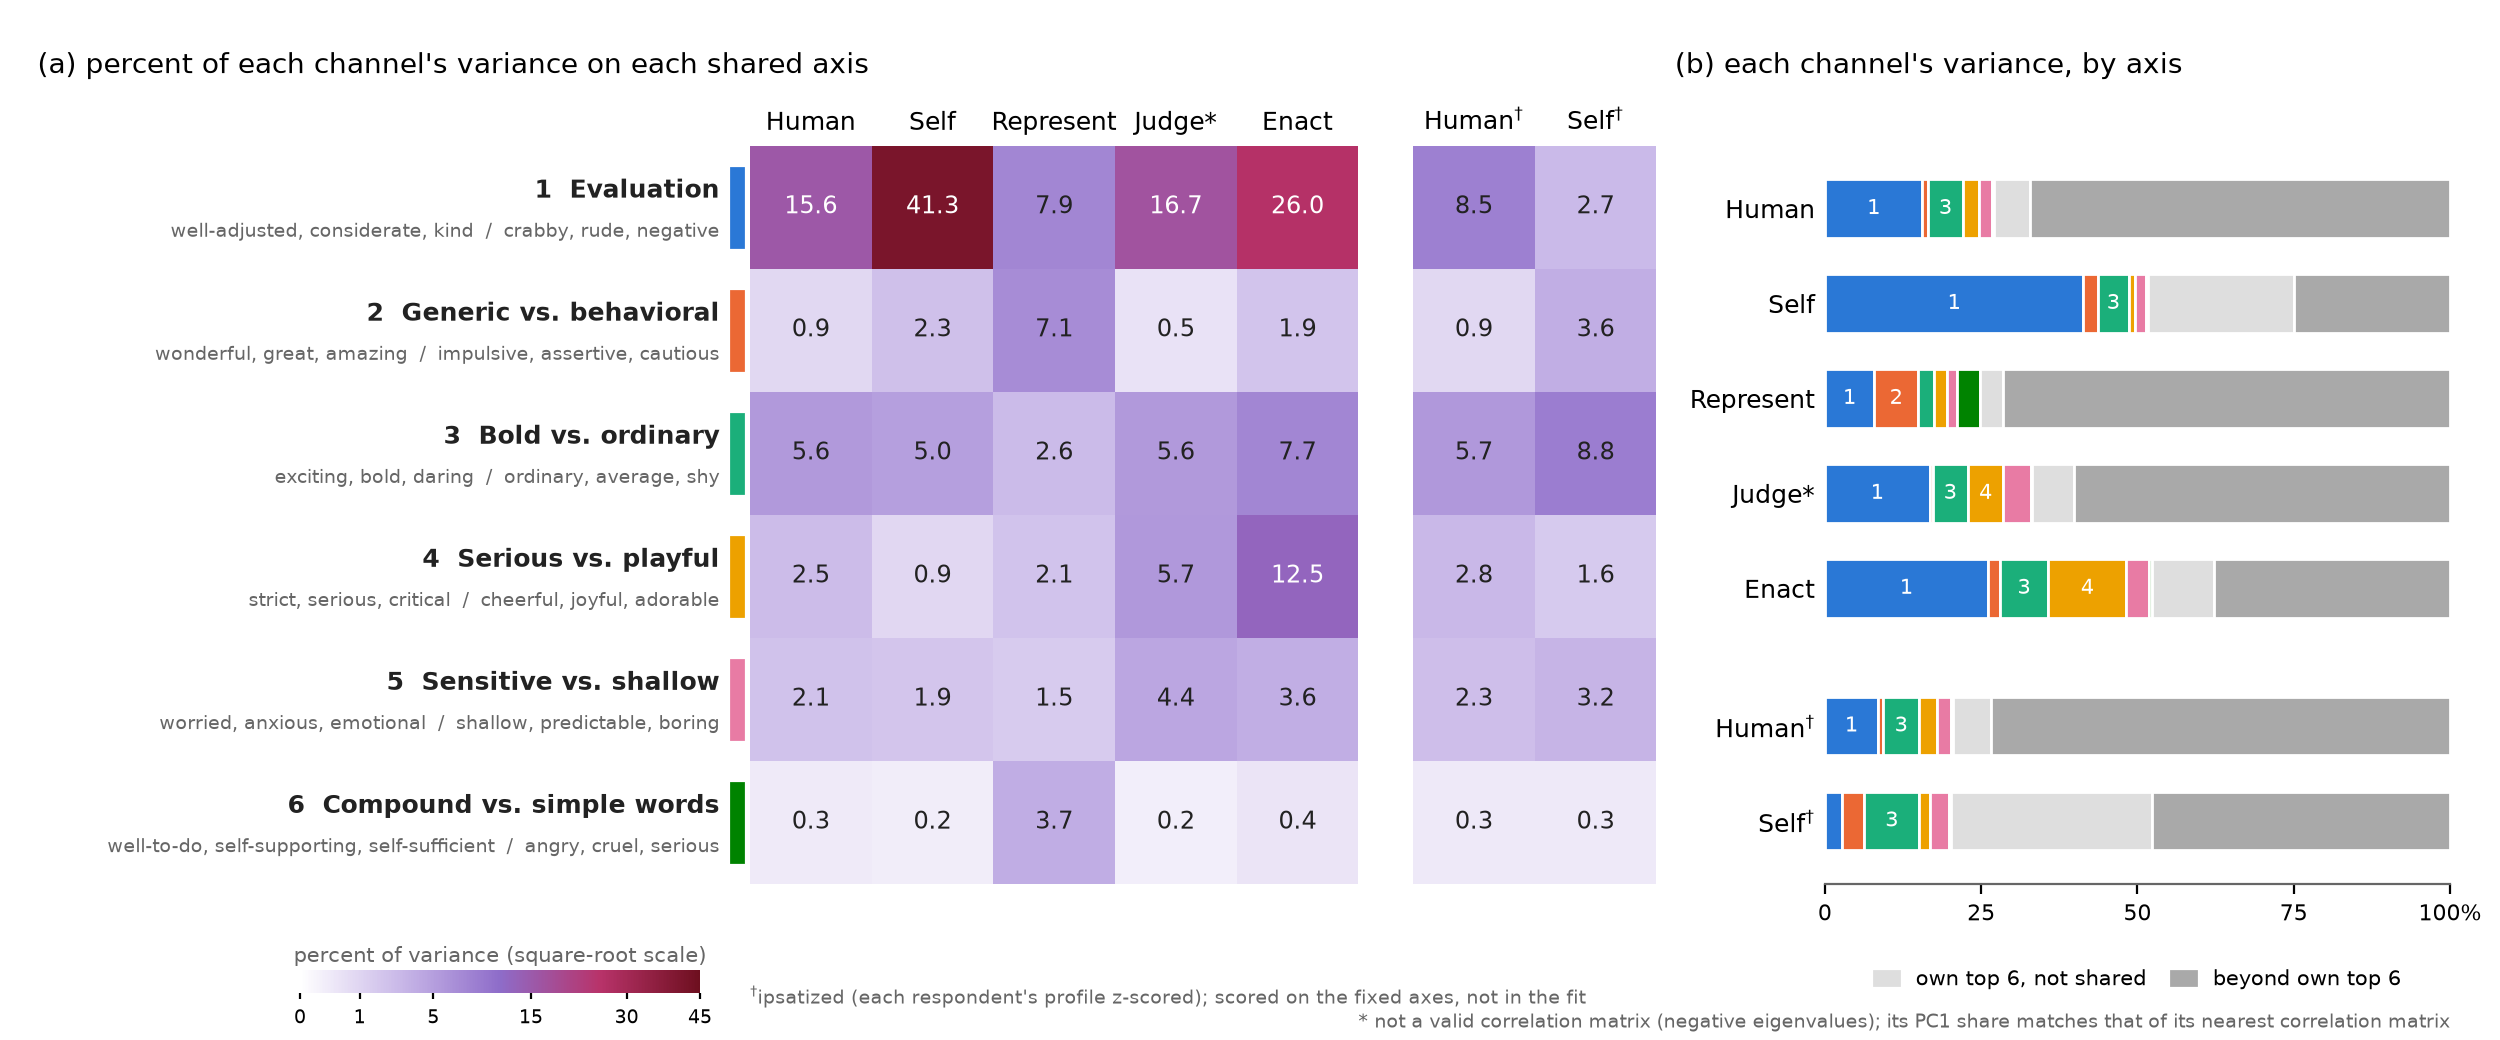 (a) percent of each channel's variance on each shared axis
Human Self Represent Judge* Enact Human† Self†
1 Evaluation
well-adjusted, considerate, kind / crabby, rude, negative
15.6 41.3 7.9 16.7 26.0 8.5 2.7
2 Generic vs. behavioral
wonderful, great, amazing / impulsive, assertive, cautious
0.9 2.3 7.1 0.5 1.9 0.9 3.6
3 Bold vs. ordinary
exciting, bold, daring / ordinary, average, shy
5.6 5.0 2.6 5.6 7.7 5.7 8.8
4 Serious vs. playful
strict, serious, critical / cheerful, joyful, adorable
2.5 0.9 2.1 5.7 12.5 2.8 1.6
5 Sensitive vs. shallow
worried, anxious, emotional / shallow, predictable, boring
2.1 1.9 1.5 4.4 3.6 2.3 3.2
6 Compound vs. simple words
well-to-do, self-supporting, self-sufficient / angry, cruel, serious
0.3 0.2 3.7 0.2 0.4 0.3 0.3
percent of variance (square-root scale)
0 1 5 15 30 45
†ipsatized (each respondent's profile z-scored); scored on the fixed axes, not in the fit
(b) each channel's variance, by axis
Human 1 3
Self 1 3
Represent 1 2
Judge* 1 3 4
Enact 1 3 4
Human† 1 3
Self† 3
0 25 50 75 100%
own top 6, not shared beyond own top 6
* not a valid correlation matrix (negative eigenvalues); its PC1 share matches that of its nearest correlation matrix